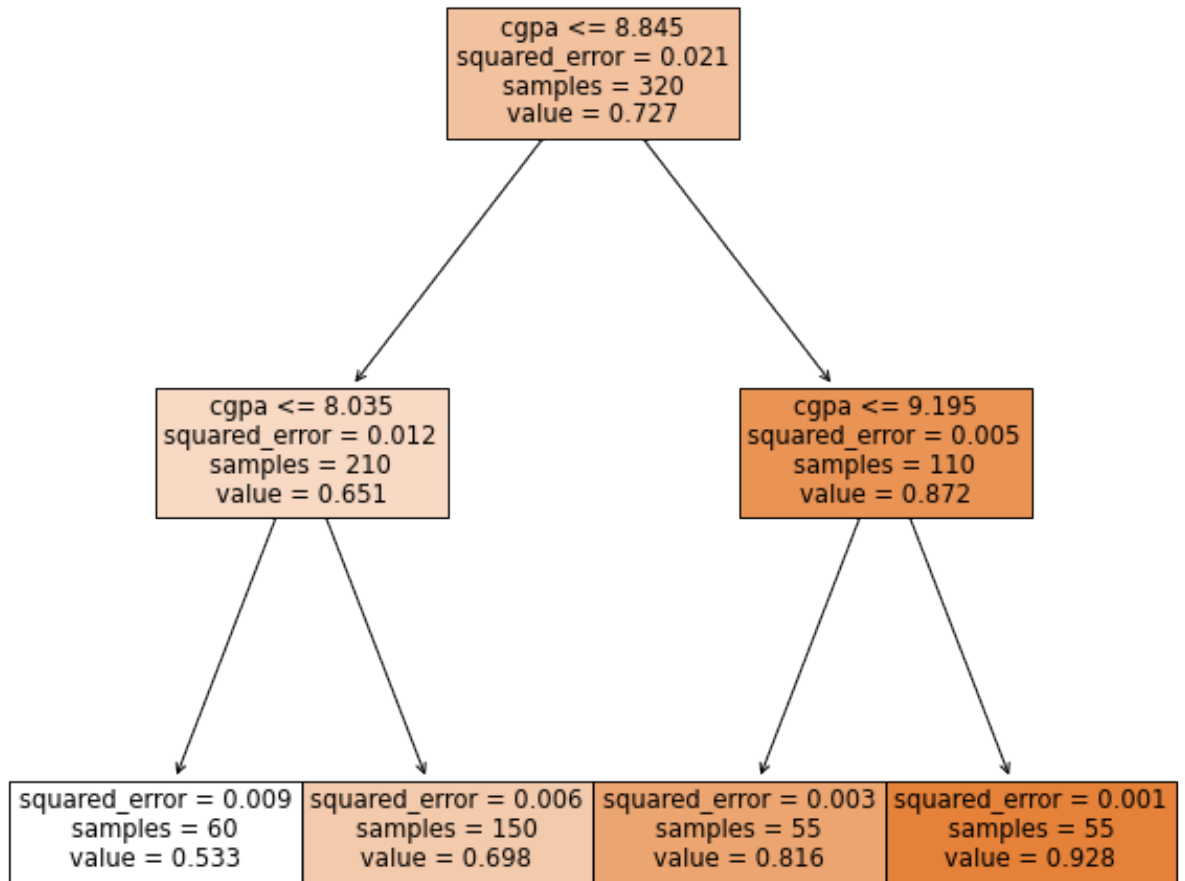 cgpa <= 8.845
squared_error = 0.021
samples = 320
value = 0.727
cgpa <= 8.035
squared_error = 0.012
samples = 210
value = 0.651
cgpa <= 9.195
squared_error = 0.005
samples = 110
value = 0.872
squared_error = 0.009
samples = 60
value = 0.533
squared_error = 0.006
samples = 150
value = 0.698
squared_error = 0.003
samples = 55
value = 0.816
squared_error = 0.001
samples = 55
value = 0.928